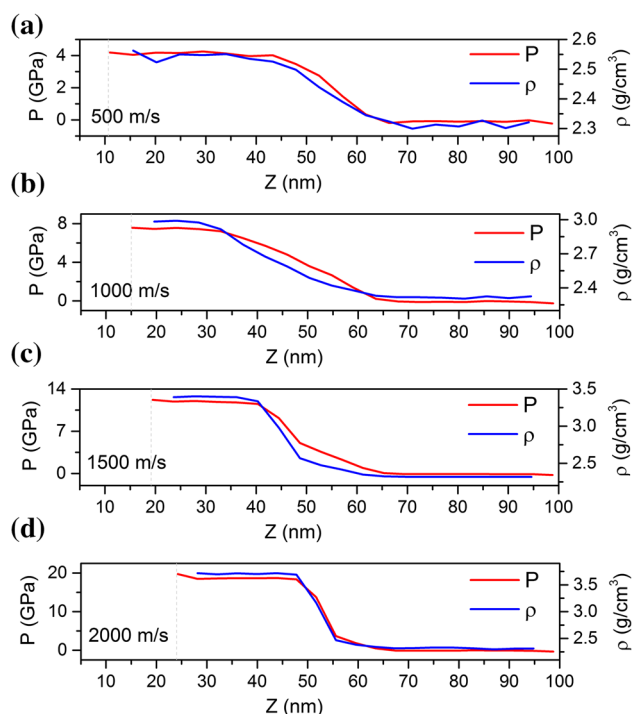 (a)
P (GPa)
4
2
0
2.6
2.5
2.4
2.3
ρ (g/cm³)
P
ρ
500 m/s
10 20 30 40 50 60 70 80 90 100
Z (nm)
(b)
P (GPa)
8
4
0
3.0
2.7
2.4
ρ (g/cm³)
P
ρ
1000 m/s
10 20 30 40 50 60 70 80 90 100
Z (nm)
(c)
P (GPa)
14
7
0
3.5
3.0
2.5
ρ (g/cm³)
P
ρ
1500 m/s
10 20 30 40 50 60 70 80 90 100
Z (nm)
(d)
P (GPa)
20
10
0
3.5
3.0
2.5
ρ (g/cm³)
P
ρ
2000 m/s
10 20 30 40 50 60 70 80 90 100
Z (nm)